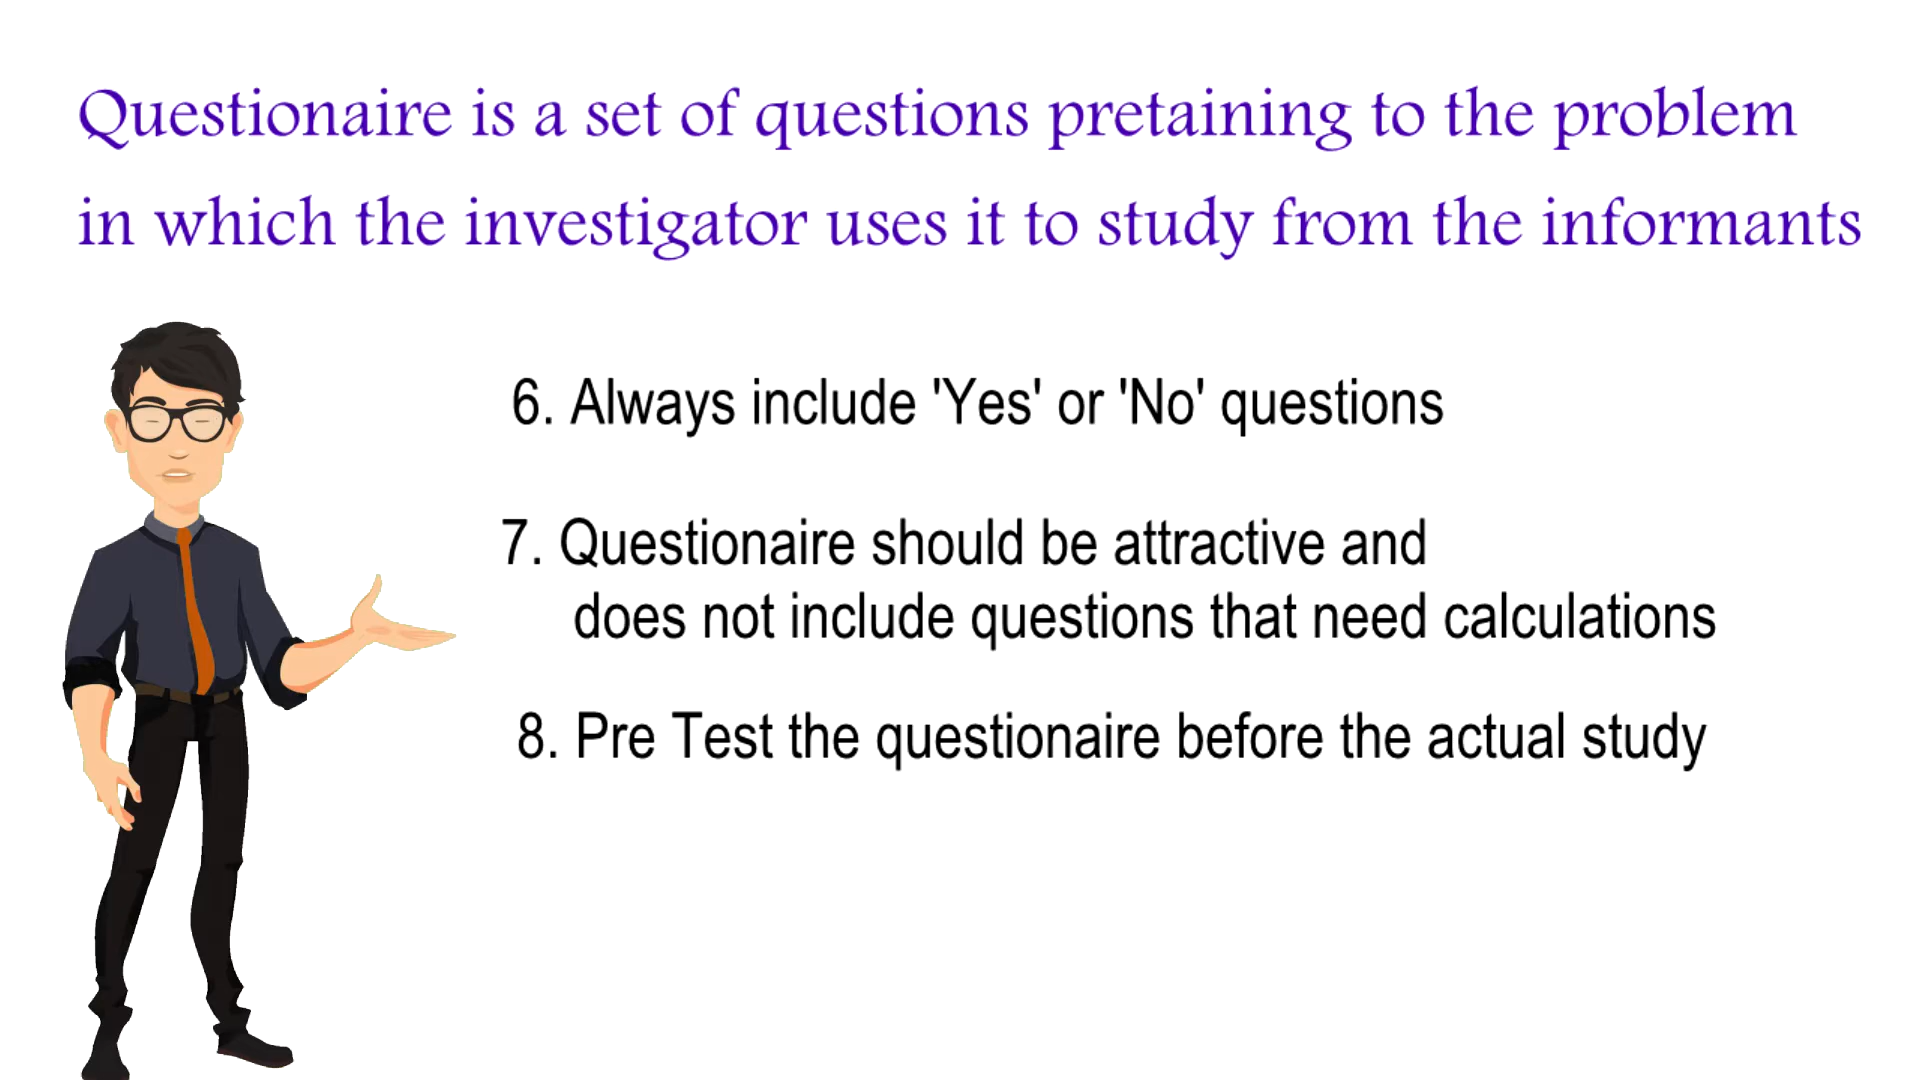 Questionaire is a set of questions pretaining to the problem
in which the investigator uses it to study from the informants
6. Always include 'Yes' or 'No' questions
7. Questionaire should be attractive and
does not include questions that need calculations
8. Pre Test the questionaire before the actual study